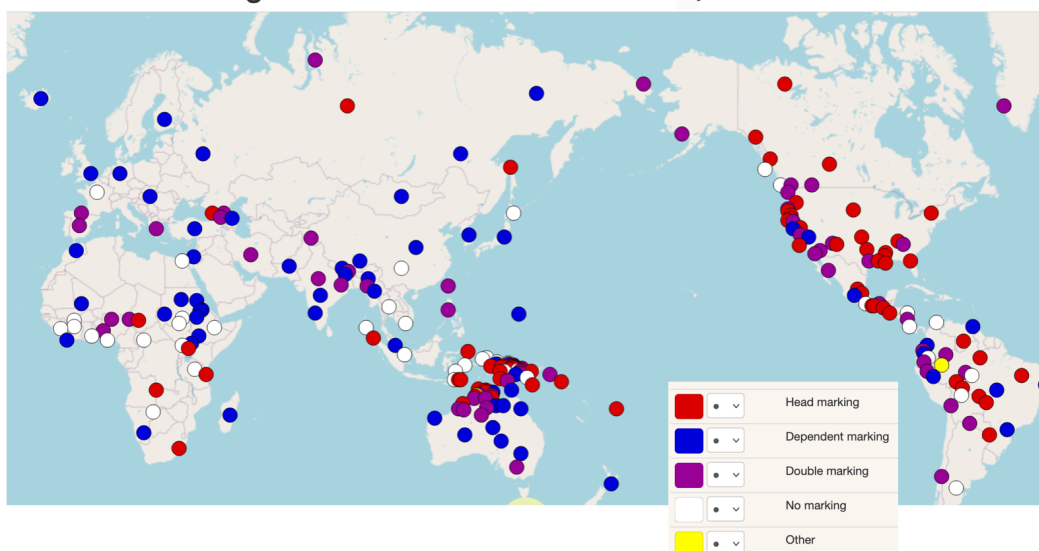 Head marking
Dependent marking
Double marking
No marking
Other